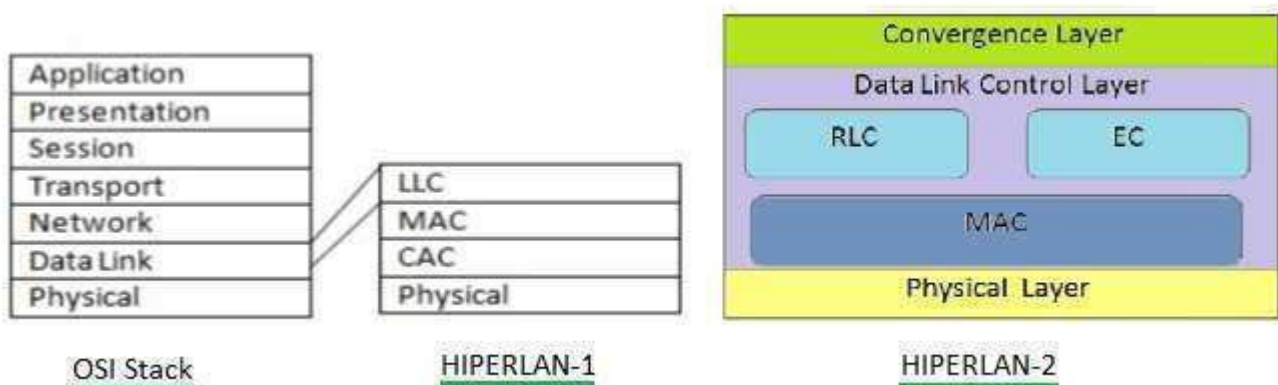 Application
Presentation
Session
Transport
Network
Data Link
Physical
OSI Stack
LLC
MAC
CAC
Physical
HIPERLAN-1
Convergence Layer
Data Link Control Layer
RLC EC
MAC
Physical Layer
HIPERLAN-2